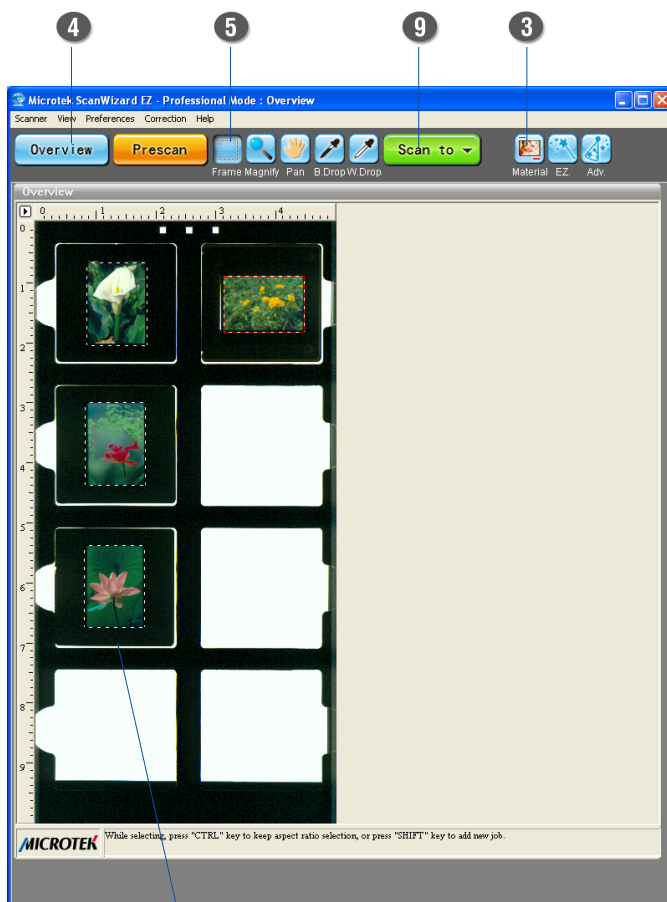 4 5 9 3
Microtek ScanWizard EZ - Professional Mode : Overview
Scanner View Preferences Correction Help
Overview Prescan Scan to
Frame Magnify Pan B.Drop W.Drop Material EZ. Adv.
Overview
0 1 2 3 4
0
1
2
3
4
5
6
7
8
9
MICROTEK While selecting, press "CTRL" key to keep aspect ratio selection, or press "SHIFT" key to add new job.